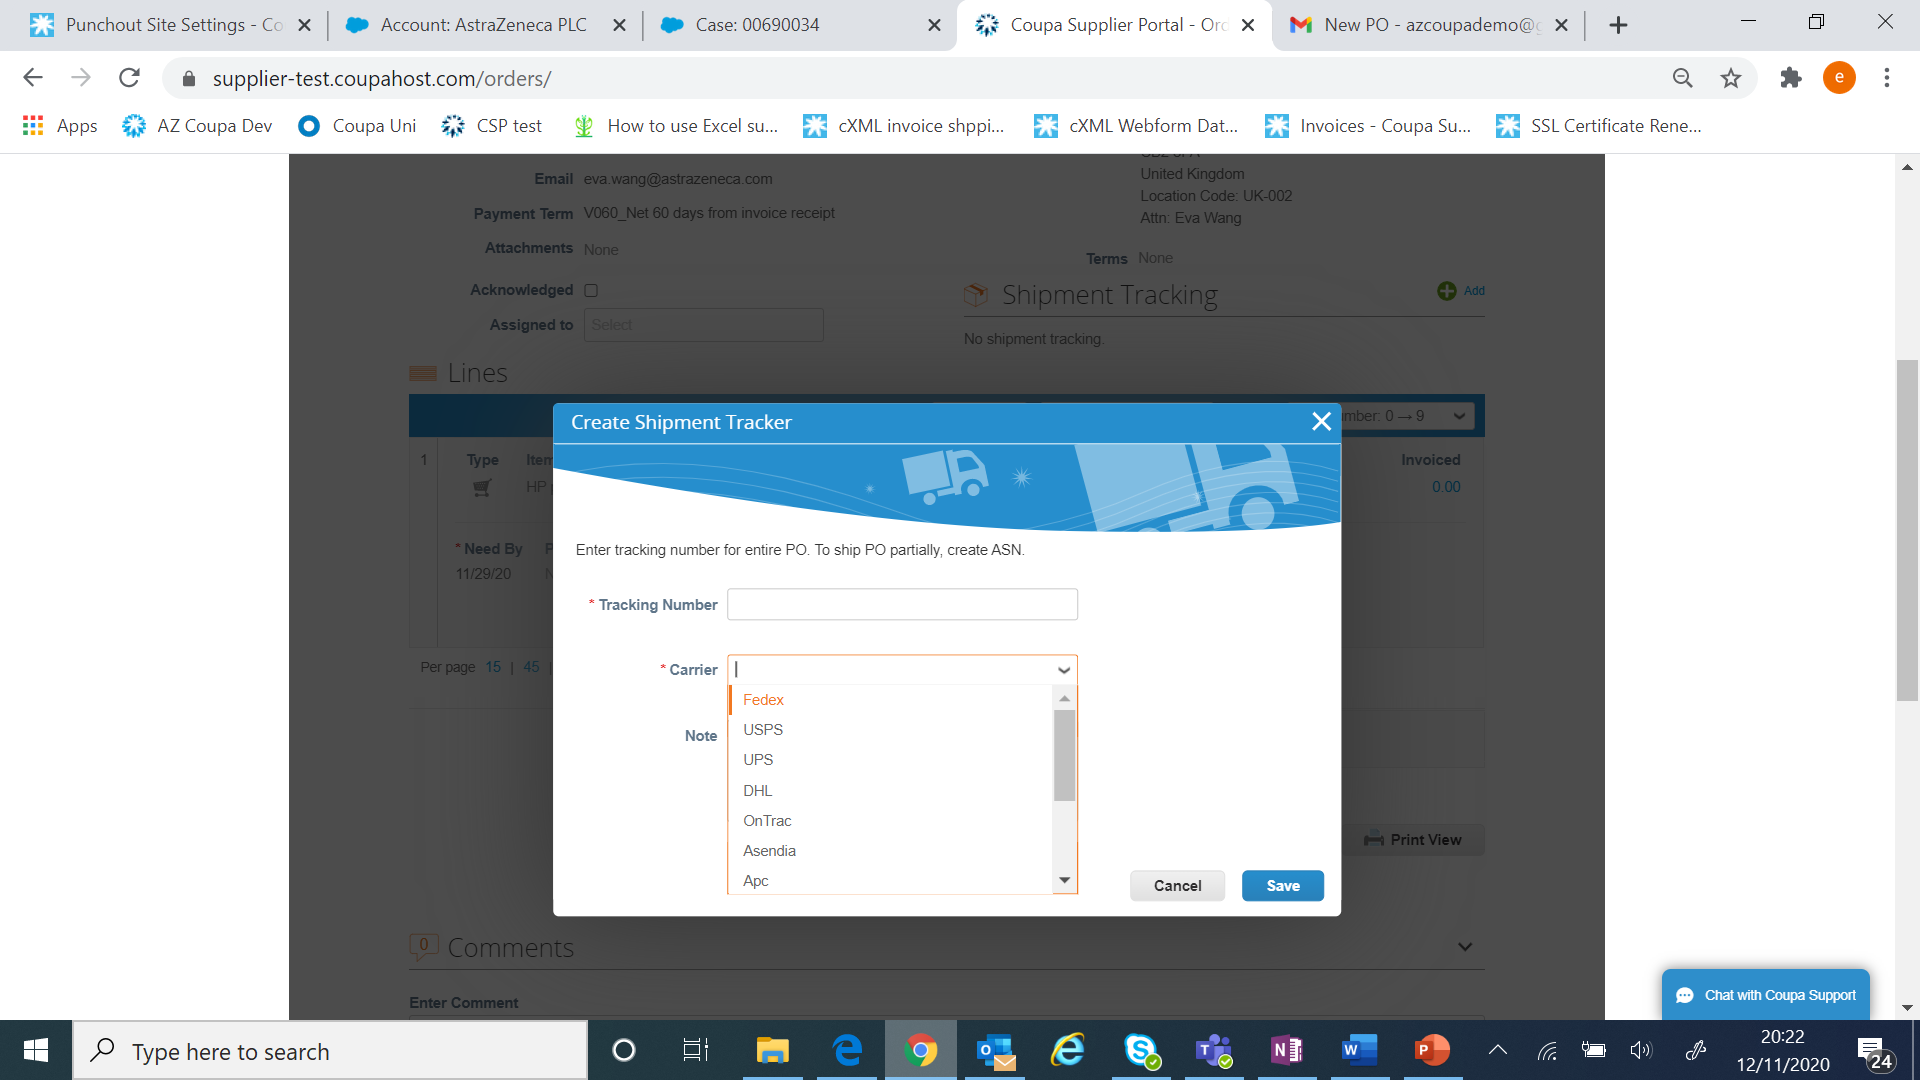 Punchout Site Settings - Co
Account: AstraZeneca PLC
Case: 00690034
Coupa Supplier Portal - Orc
New PO - azcoupademo@g
supplier-test.coupahost.com/orders/
e
Apps
AZ Coupa Dev
Coupa Uni
CSP test
How to use Excel su...
cXML invoice shppi...
cXML Webform Dat...
Invoices - Coupa Su...
SSL Certificate Rene...
Email eva.wang@astrazeneca.com
Payment Term V060_Net 60 days from invoice receipt
Attachments None
Acknowledged
Assigned to Select
United Kingdom
Location Code: UK-002
Attn: Eva Wang
Terms None
Shipment Tracking
Add
No shipment tracking.
Lines
mber: 0 → 9
1
Type
Item
HP
Invoiced
0.00
* Need By
P
11/29/20
N
Per page 15 | 45 |
Create Shipment Tracker
Enter tracking number for entire PO. To ship PO partially, create ASN.
* Tracking Number
* Carrier
Note
Fedex
USPS
UPS
DHL
OnTrac
Asendia
Apc
Cancel
Save
Print View
0 Comments
Enter Comment
Chat with Coupa Support
Type here to search
20:22
12/11/2020
24